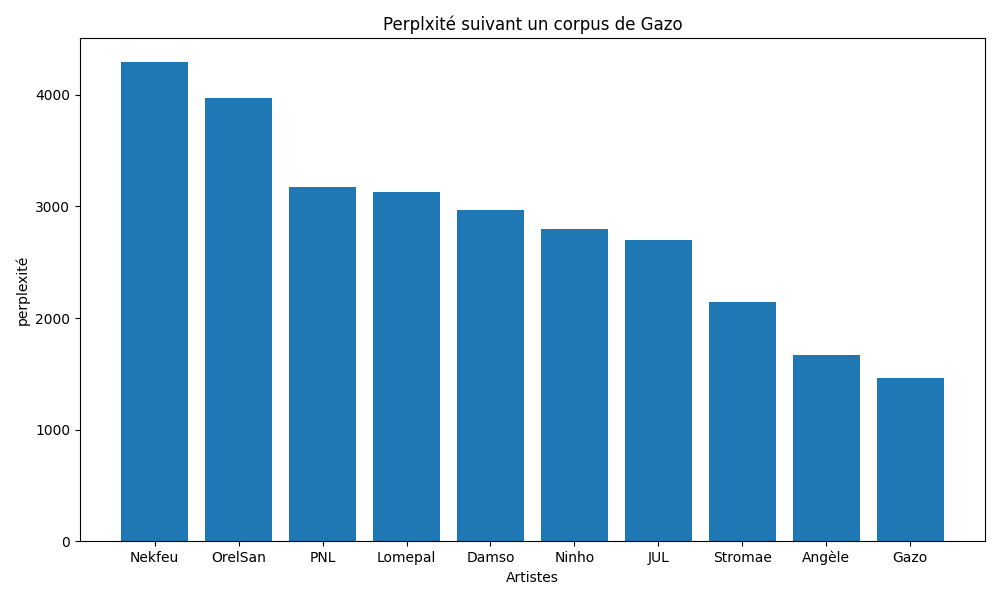 Perplxité suivant un corpus de Gazo
perplexité
4000
3000
2000
1000
0
Nekfeu OrelSan PNL Lomepal Damso Ninho JUL Stromae Angèle Gazo
Artistes